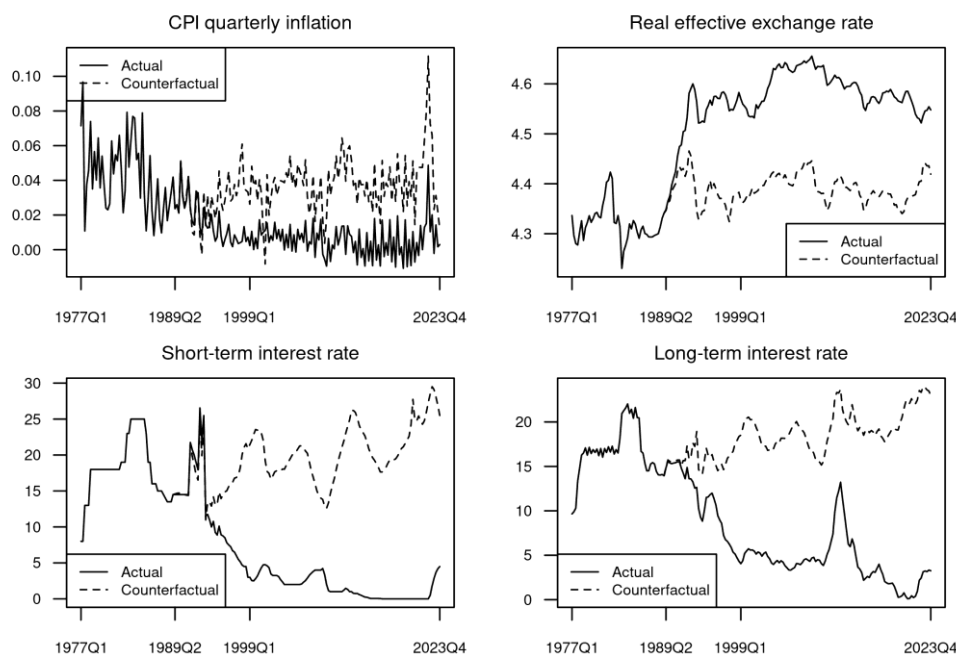 CPI quarterly inflation
Actual
Counterfactual
0.10
0.08
0.06
0.04
0.02
0.00
1977Q1 1989Q2 1999Q1 2023Q4
Real effective exchange rate
4.6
4.5
4.4
4.3
Actual
Counterfactual
1977Q1 1989Q2 1999Q1 2023Q4
Short-term interest rate
30
25
20
15
10
5
0
Actual
Counterfactual
1977Q1 1989Q2 1999Q1 2023Q4
Long-term interest rate
20
15
10
5
0
Actual
Counterfactual
1977Q1 1989Q2 1999Q1 2023Q4